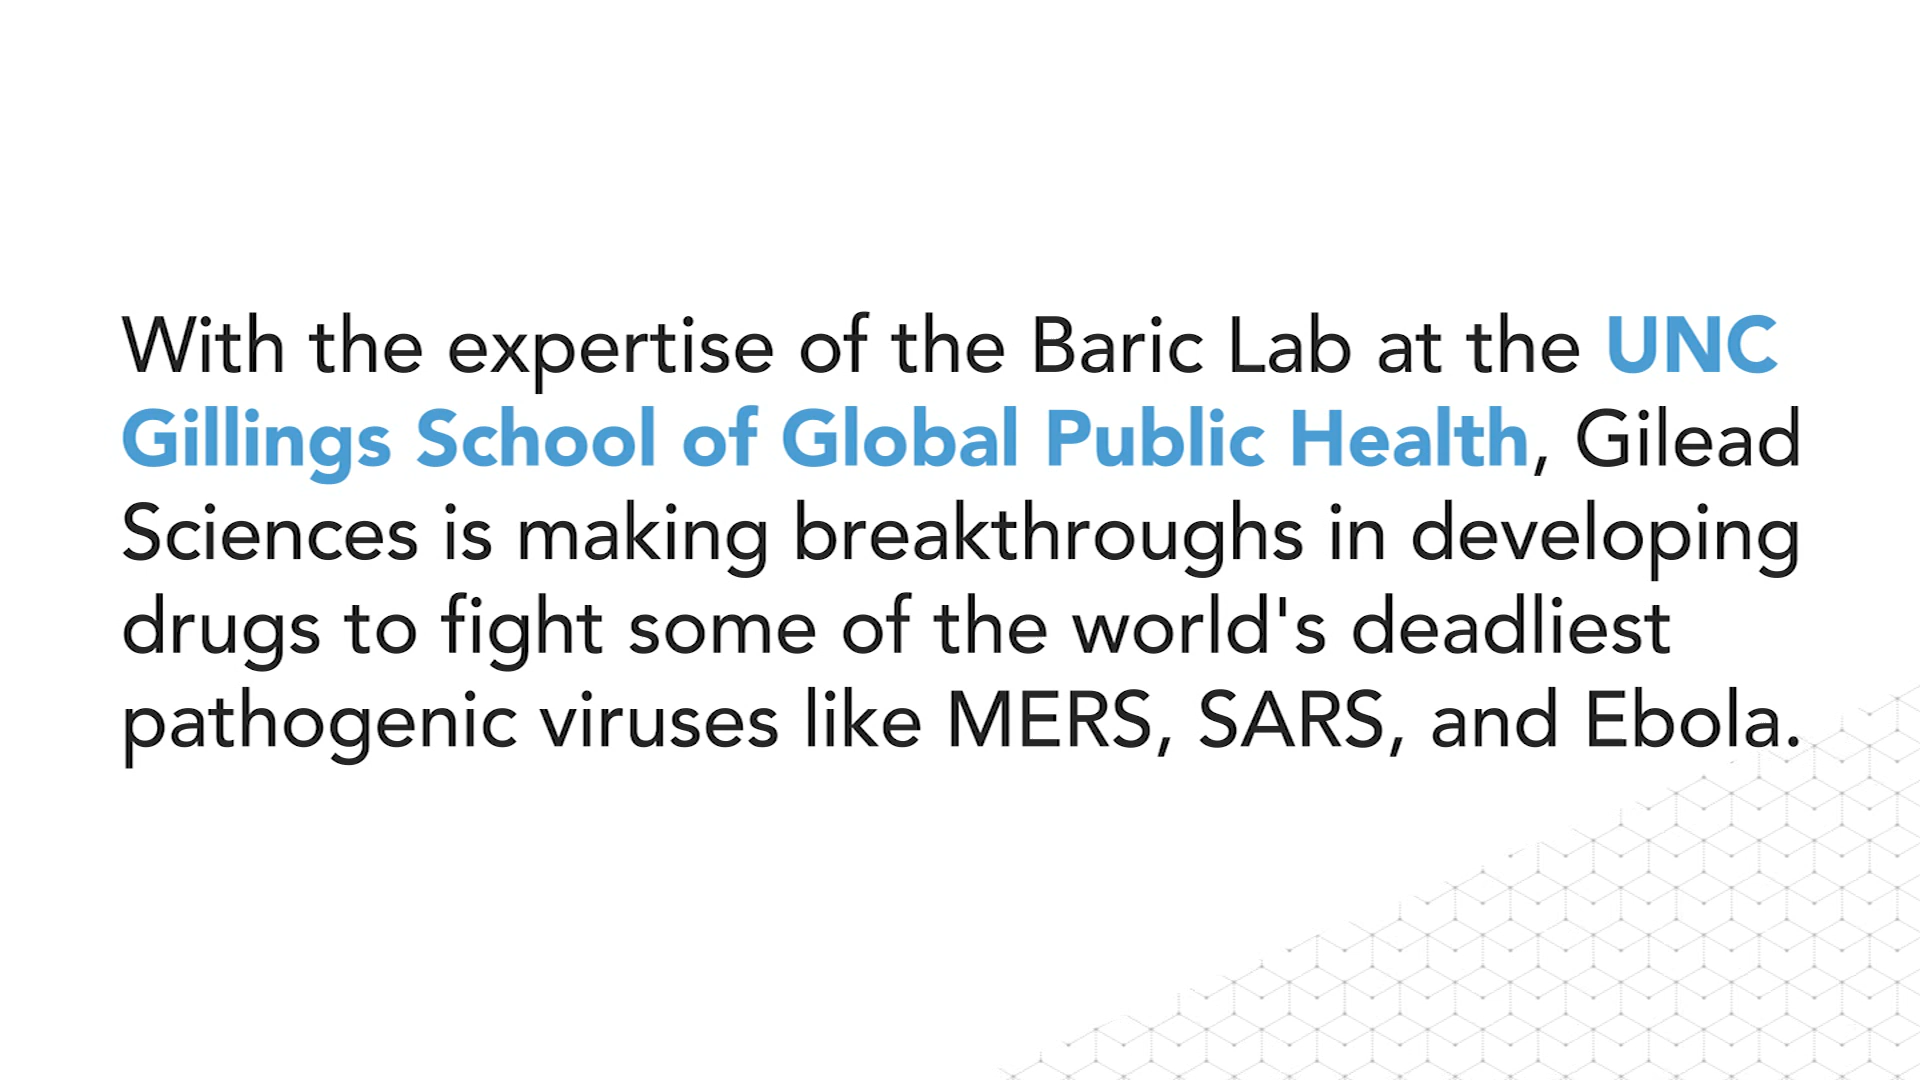 With the expertise of the Baric Lab at the UNC
Gillings School of Global Public Health, Gilead
Sciences is making breakthroughs in developing
drugs to fight some of the world's deadliest
pathogenic viruses like MERS, SARS, and Ebola.